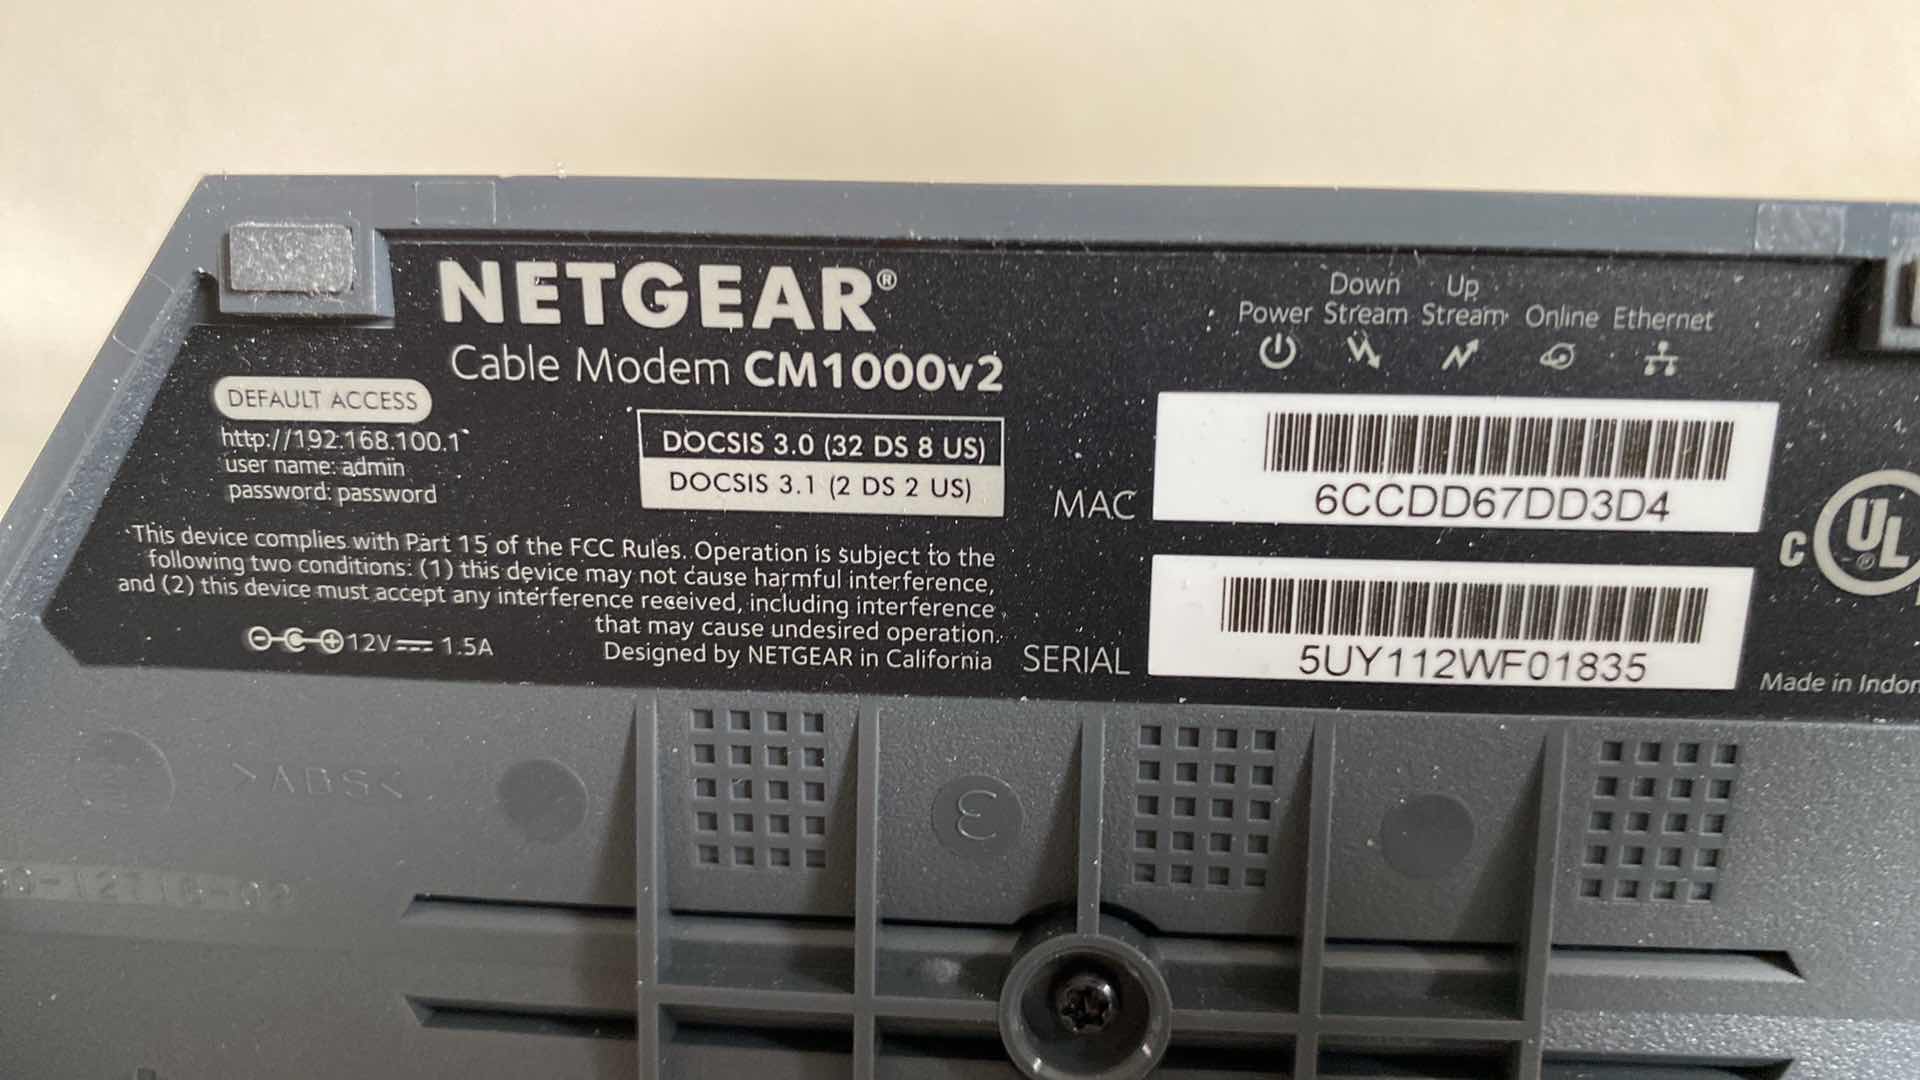 NETGEAR®
Cable Modem CM1000v2
DEFAULT ACCESS
http://192.168.100.1
user name: admin
password: password
DOCSIS 3.0 (32 DS 8 US)
DOCSIS 3.1 (2 DS 2 US)
This device complies with Part 15 of the FCC Rules. Operation is subject to the
following two conditions: (1) this device may not cause harmful interference,
and (2) this device must accept any interference received, including interference
that may cause undesired operation.
Designed by NETGEAR in California
12V 1.5A
Down Up
Power Stream Stream Online Ethernet
MAC
6CCDD67DD3D4
SERIAL
5UY112WF01835
C UL
®
Made in
>ABS<
3